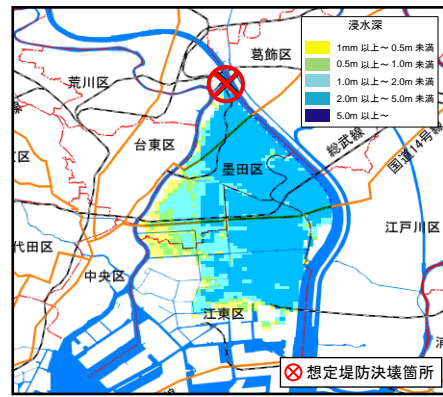 浸水深
1mm 以上～ 0.5m 未満
0.5m 以上～ 1.0m 未満
1.0m 以上～ 2.0m 未満
2.0m 以上～ 5.0m 未満
5.0m 以上～
葛飾区
荒川区
台東区
墨田区
総武線
国道14号線
江戸川区
代田区
中央区
江東区
想定堤防決壊箇所